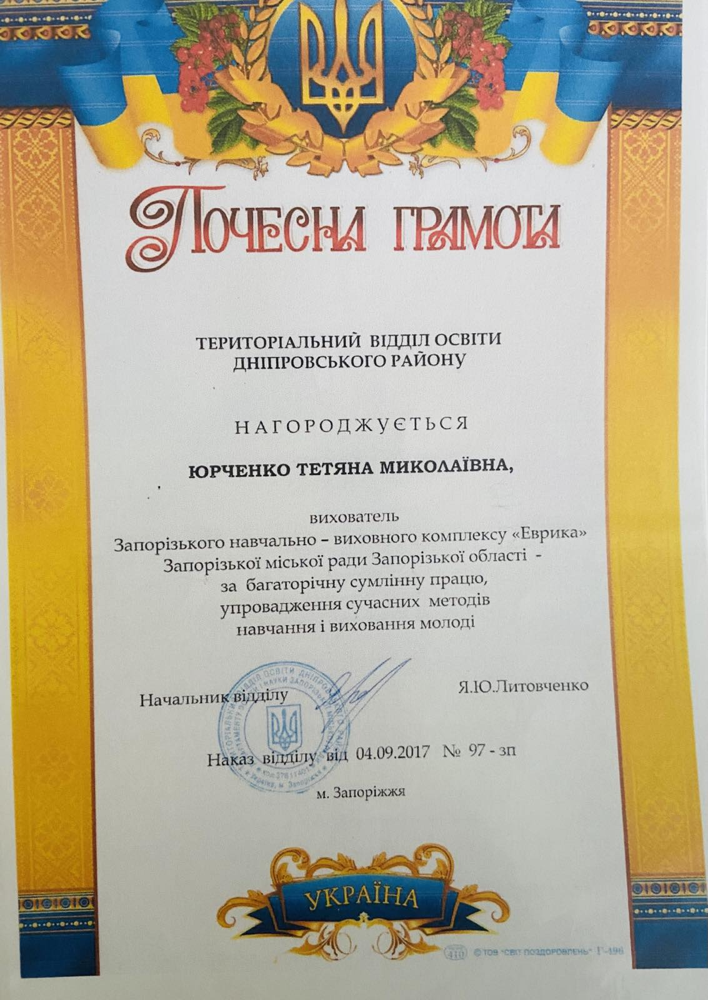 ПОЧЕСНА ГРАМОТА
ТЕРИТОРІАЛЬНИЙ ВІДДІЛ ОСВІТИ
ДНІПРОВСЬКОГО РАЙОНУ
НАГОРОДЖУЄТЬСЯ
ЮРЧЕНКО ТЕТЯНА МИКОЛАЇВНА,
вихователь
Запорізького навчально – виховного комплексу «Еврика»
Запорізької міської ради Запорізької області -
за багаторічну сумлінну працю,
упровадження сучасних методів
навчання і виховання молоді
Начальник відділу Я.Ю.Литовченко
Наказ відділу від 04.09.2017 № 97 - зп
м. Запоріжжя
УКРАЇНА
410 © ТОВ "СВІТ ПОЗДОРОВЛЕНЬ" Г-496